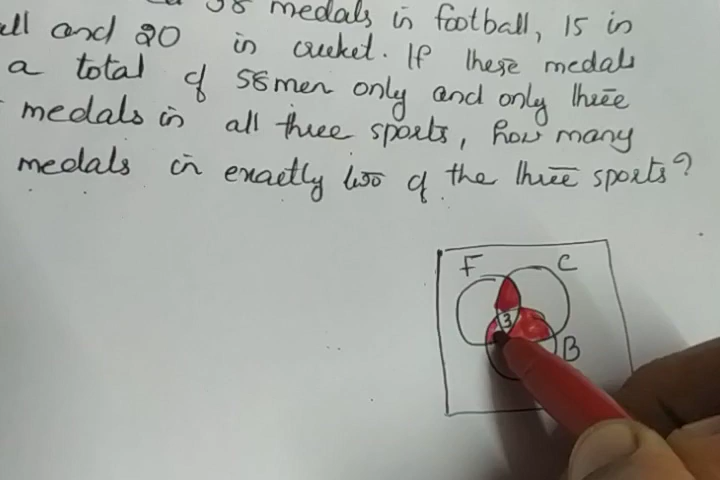 38 medals in football, 15 in
and 20 in cricket. If these medals
a total of 58 men only and only three
medals in all three sports, how many
medals in exactly two of the three sports?
F C
3
B